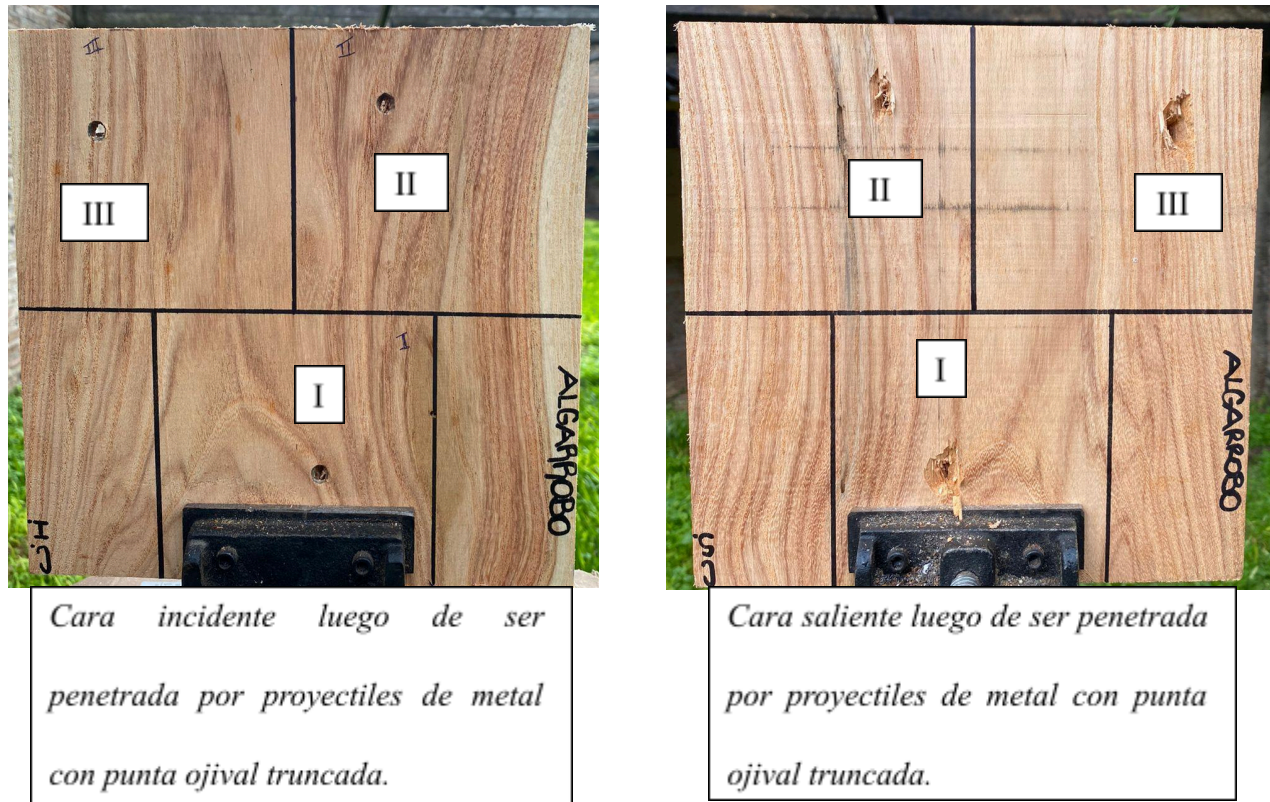 III
II
III
II
I
I
ALGARROBO
C.I.
Cara incidente luego de ser
penetrada por proyectiles de metal
con punta ojival truncada.
II
III
I
ALGARROBO
C.S.
Cara saliente luego de ser penetrada
por proyectiles de metal con punta
ojival truncada.